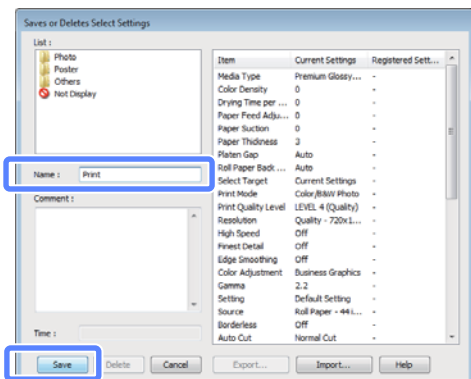 Saves or Deletes Select Settings
List :
Photo
Poster
Others
Not Display
Name : Print
Comment :
Time :
Item Current Settings Registered Sett...
Media Type Premium Glossy... -
Color Density 0 -
Drying Time per ... 0 -
Paper Feed Adju... 0 -
Paper Suction 0 -
Paper Thickness 3 -
Platen Gap Auto -
Roll Paper Back ... Auto -
Select Target Current Settings -
Print Mode Color/B&W Photo -
Print Quality Level LEVEL 4 (Quality) -
Resolution Quality - 720x1... -
High Speed Off -
Finest Detail Off -
Edge Smoothing Off -
Color Adjustment Business Graphics -
Gamma 2.2 -
Setting Default Setting -
Source Roll Paper - 44 i... -
Borderless Off -
Auto Cut Normal Cut -
Save Delete Cancel Export... Import... Help